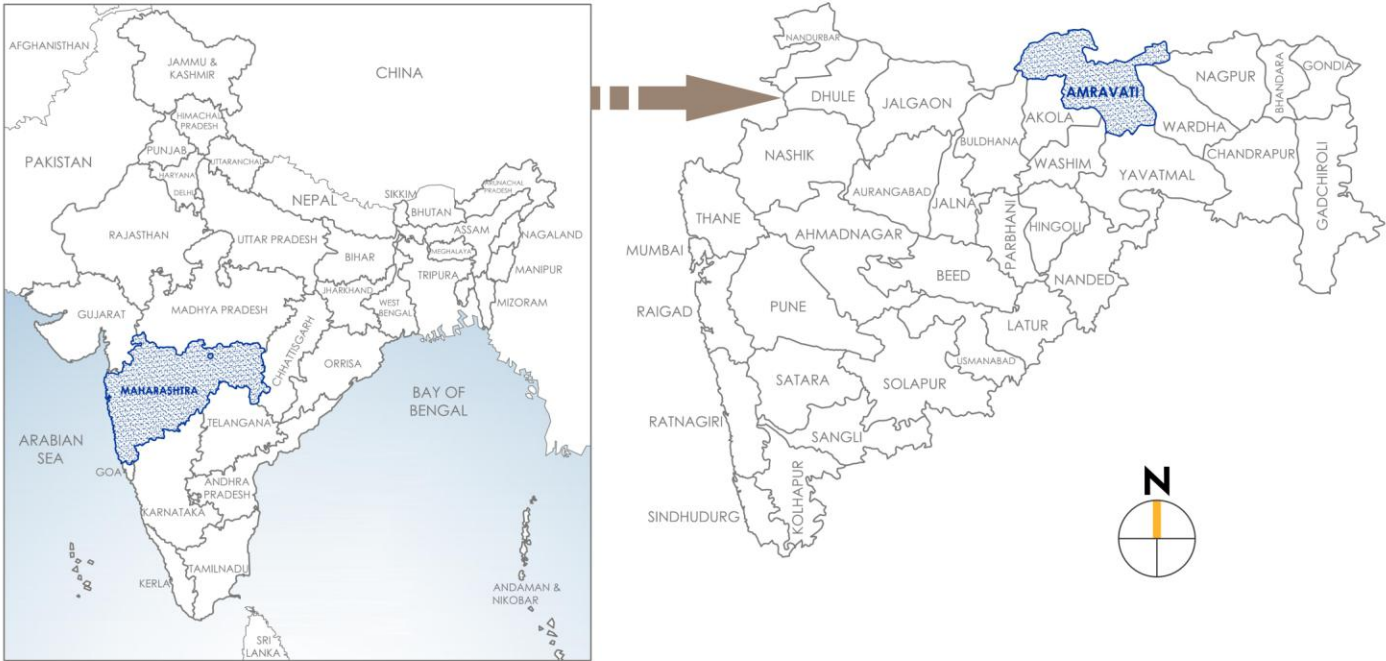 AFGHANISTHAN
JAMMU &
KASHMIR
CHINA
HIMACHAL
PRADESH
PAKISTAN
PUNJAB
UTTARANCHAL
HARYANA
DELHI
NEPAL
SIKKIM
ARUNACHAL
PRADESH
BHUTAN
ASSAM
NAGALAND
RAJASTHAN
UTTAR PRADESH
BIHAR
MEGHALAYA
TRIPURA
MANIPUR
JHARKHAND
WEST
BENGAL
MIZORAM
GUJARAT
MADHYA PRADESH
CHHATTISGARH
ORRISA
MAHARASHTRA
BAY OF
BENGAL
TELANGANA
ARABIAN
SEA
GOA
ANDHRA
PRADESH
KARNATAKA
TAMILNADU
KERLA
ANDAMAN &
NIKOBAR
SRI
LANKA
NANDURBAR
DHULE
JALGAON
AMRAVATI
NAGPUR
BHANDARA
GONDIA
AKOLA
WARDHA
BULDHANA
NASHIK
WASHIM
CHANDRAPUR
GADCHIROLI
YAVATMAL
AURANGABAD
JALNA
THANE
AHMADNAGAR
PARBHANI
HINGOLI
MUMBAI
BEED
NANDED
RAIGAD
PUNE
LATUR
USMANABAD
SATARA
SOLAPUR
RATNAGIRI
SANGLI
KOLHAPUR
SINDHUDURG
N